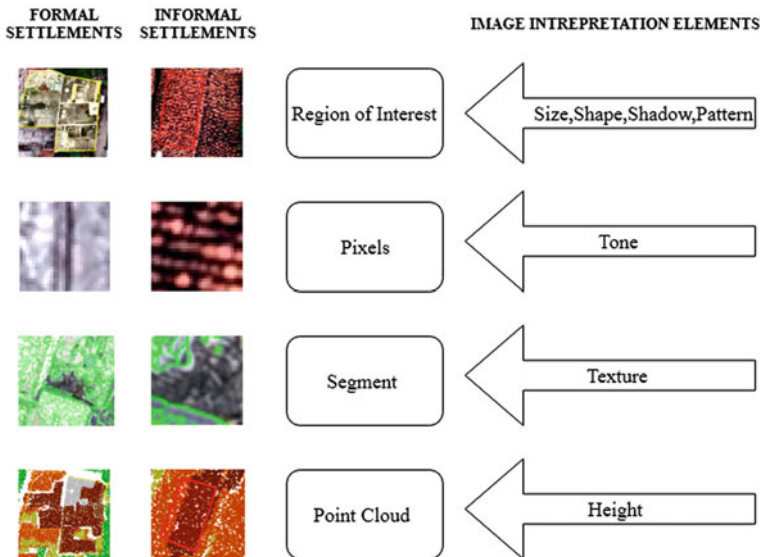 FORMAL
SETTLEMENTS
INFORMAL
SETTLEMENTS
IMAGE INTREPRETATION ELEMENTS
Region of Interest
Size,Shape,Shadow,Pattern
Pixels
Tone
Segment
Texture
Point Cloud
Height